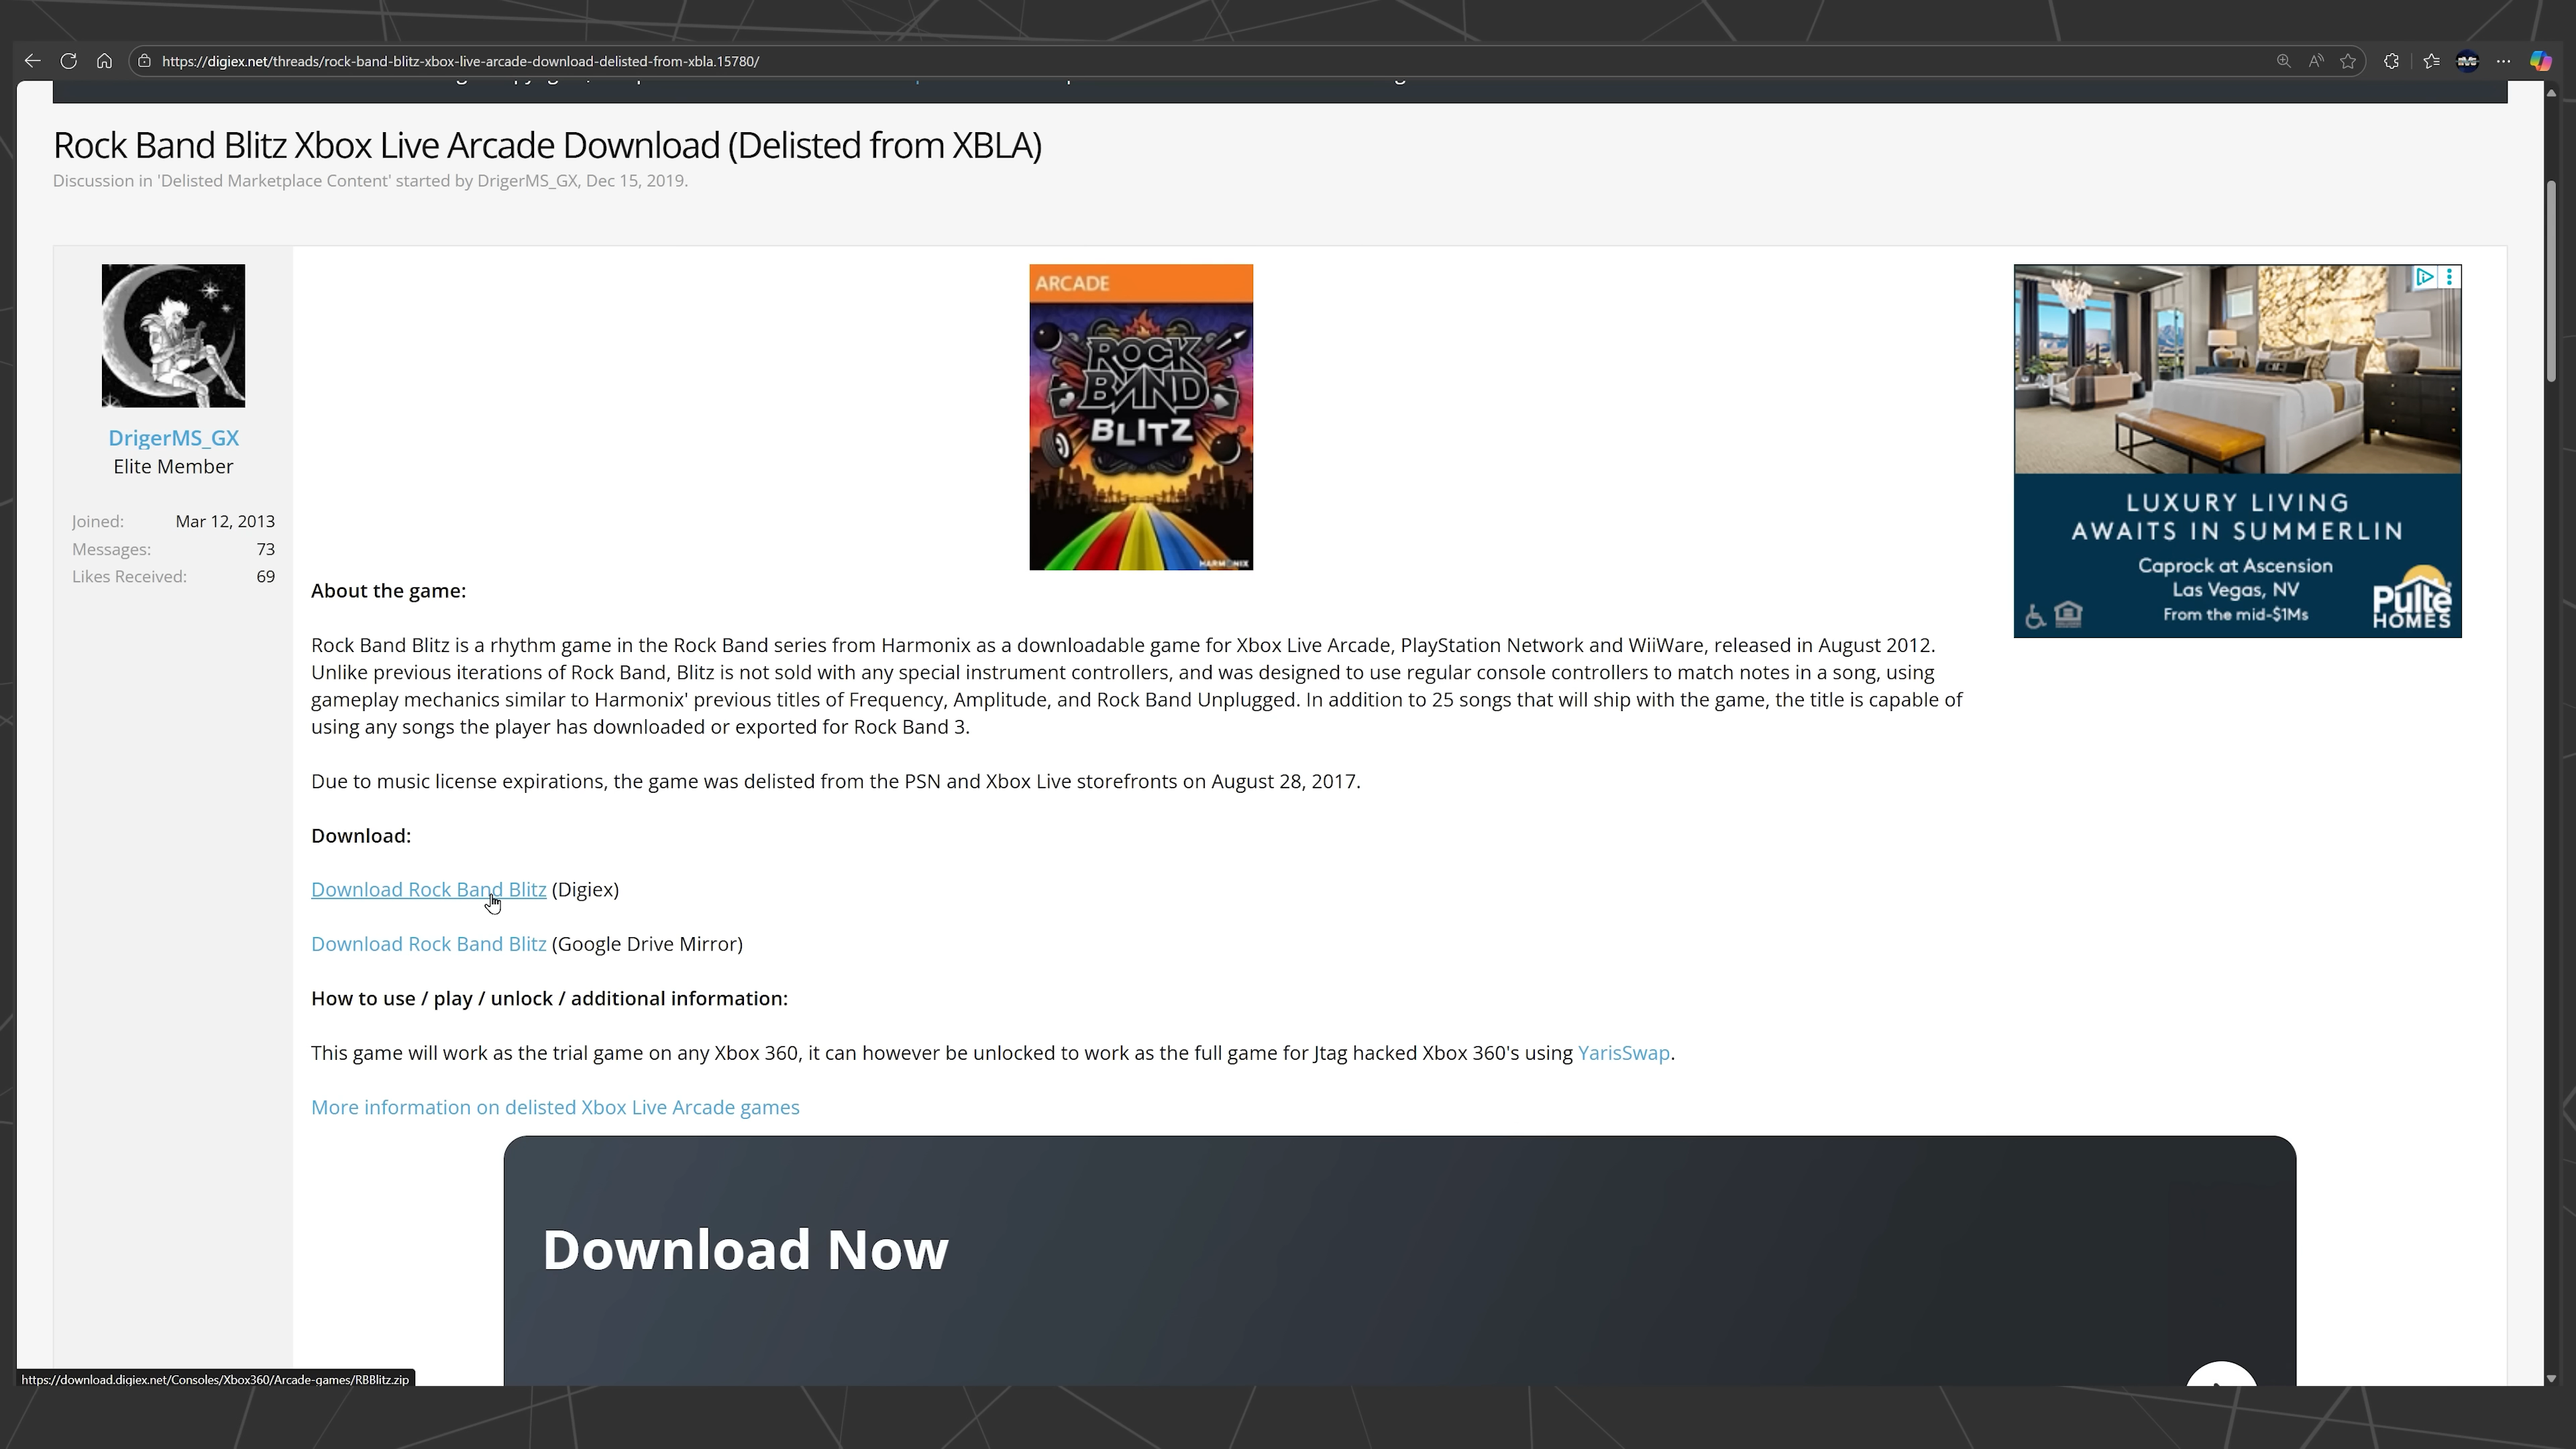 https://digiex.net/threads/rock-band-blitz-xbox-live-arcade-download-delisted-from-xbla.15780/
Rock Band Blitz Xbox Live Arcade Download (Delisted from XBLA)
Discussion in 'Delisted Marketplace Content' started by DrigerMS_GX, Dec 15, 2019.
DrigerMS_GX
Elite Member
Joined: Mar 12, 2013
Messages: 73
Likes Received: 69
ARCADE
ROCK
BAND
BLITZ
HARMONIX
LUXURY LIVING
AWAITS IN SUMMERLIN
Caprock at Ascension
Las Vegas, NV
From the mid-$1Ms
Pulte
HOMES
About the game:
Rock Band Blitz is a rhythm game in the Rock Band series from Harmonix as a downloadable game for Xbox Live Arcade, PlayStation Network and WiiWare, released in August 2012.
Unlike previous iterations of Rock Band, Blitz is not sold with any special instrument controllers, and was designed to use regular console controllers to match notes in a song, using
gameplay mechanics similar to Harmonix' previous titles of Frequency, Amplitude, and Rock Band Unplugged. In addition to 25 songs that will ship with the game, the title is capable of
using any songs the player has downloaded or exported for Rock Band 3.
Due to music license expirations, the game was delisted from the PSN and Xbox Live storefronts on August 28, 2017.
Download:
Download Rock Band Blitz (Digiex)
Download Rock Band Blitz (Google Drive Mirror)
How to use / play / unlock / additional information:
This game will work as the trial game on any Xbox 360, it can however be unlocked to work as the full game for Jtag hacked Xbox 360's using YarisSwap.
More information on delisted Xbox Live Arcade games
Download Now
https://download.digiex.net/Consoles/Xbox360/Arcade-games/RBBlitz.zip